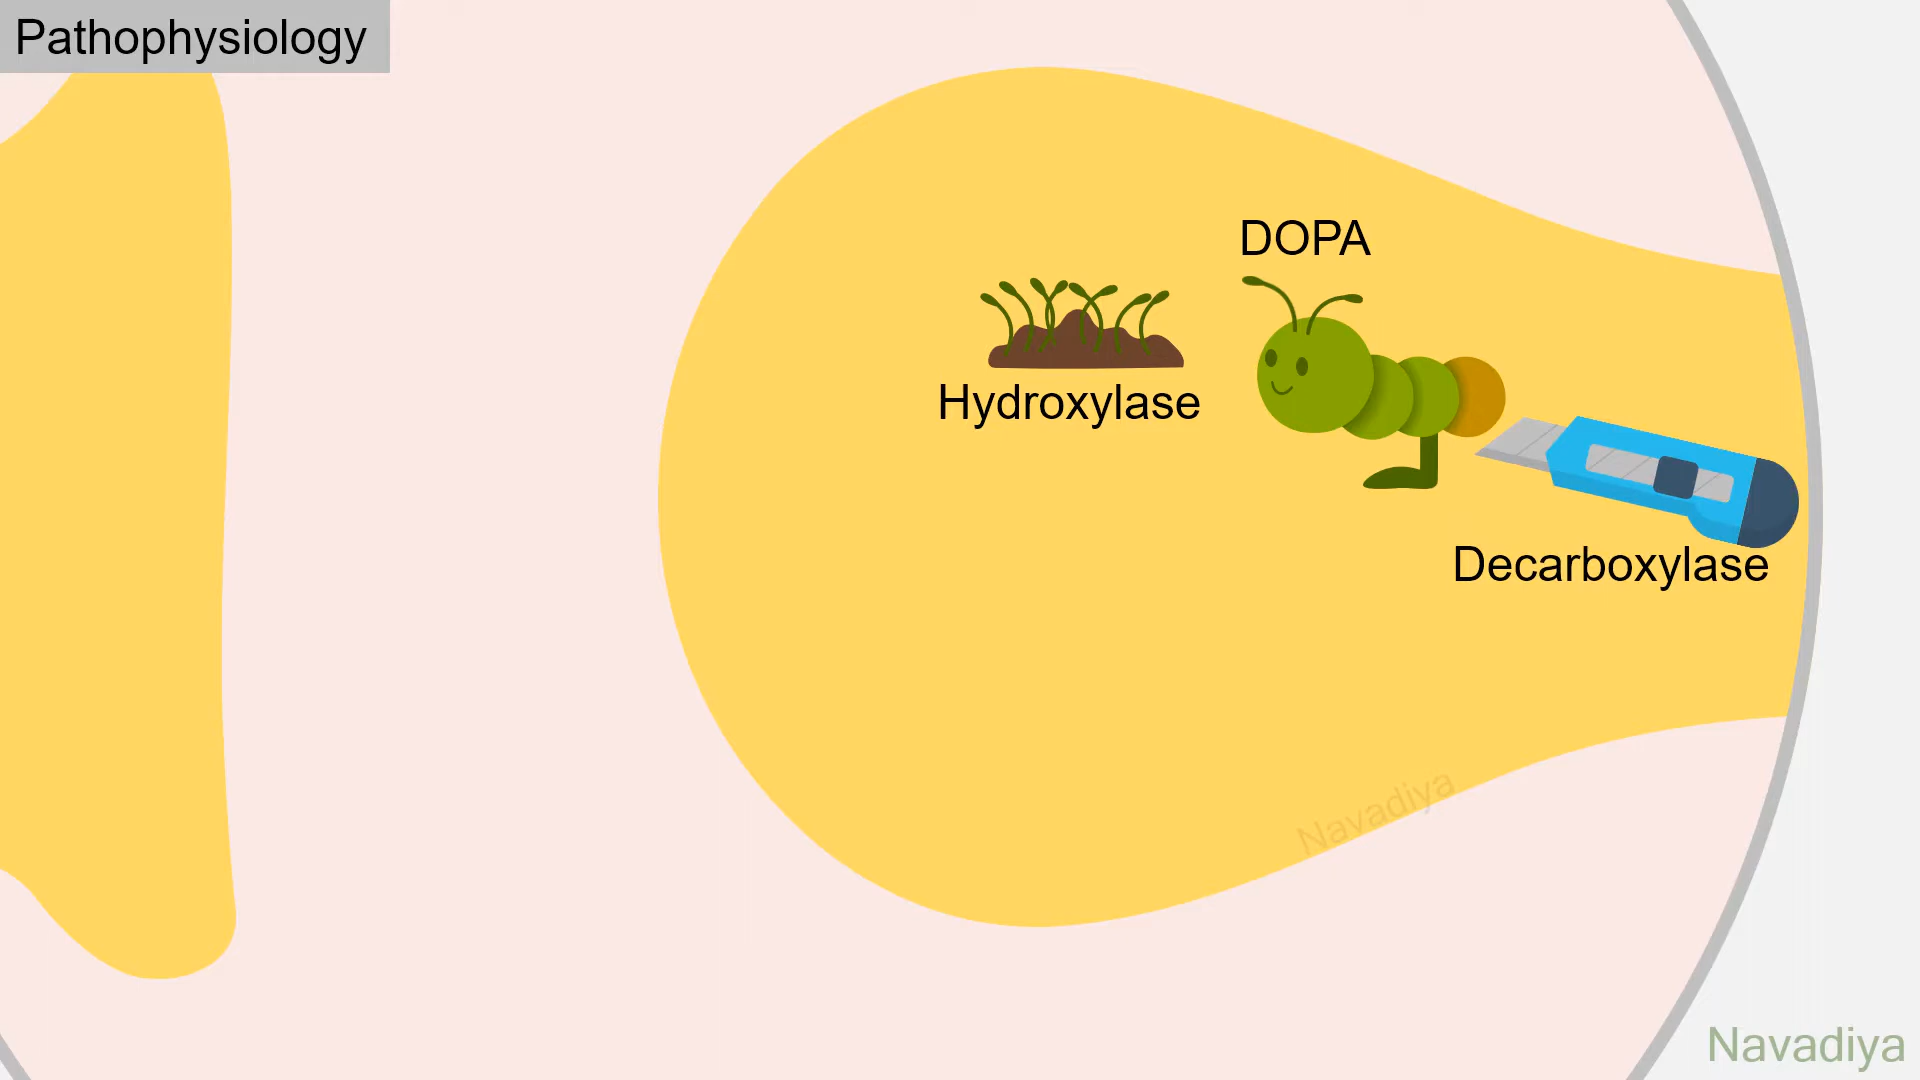 Pathophysiology
DOPA
Hydroxylase
Decarboxylase
Navadiya
Navadiya